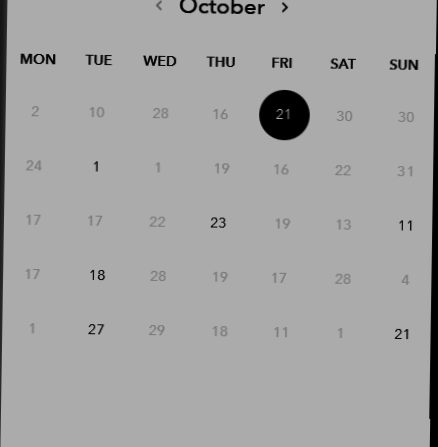 ‹ October ›
MON TUE WED THU FRI SAT SUN
2 10 28 16 21 30 30
24 1 1 19 16 22 31
17 17 22 23 19 13 11
17 18 28 19 17 28 4
1 27 29 18 11 1 21